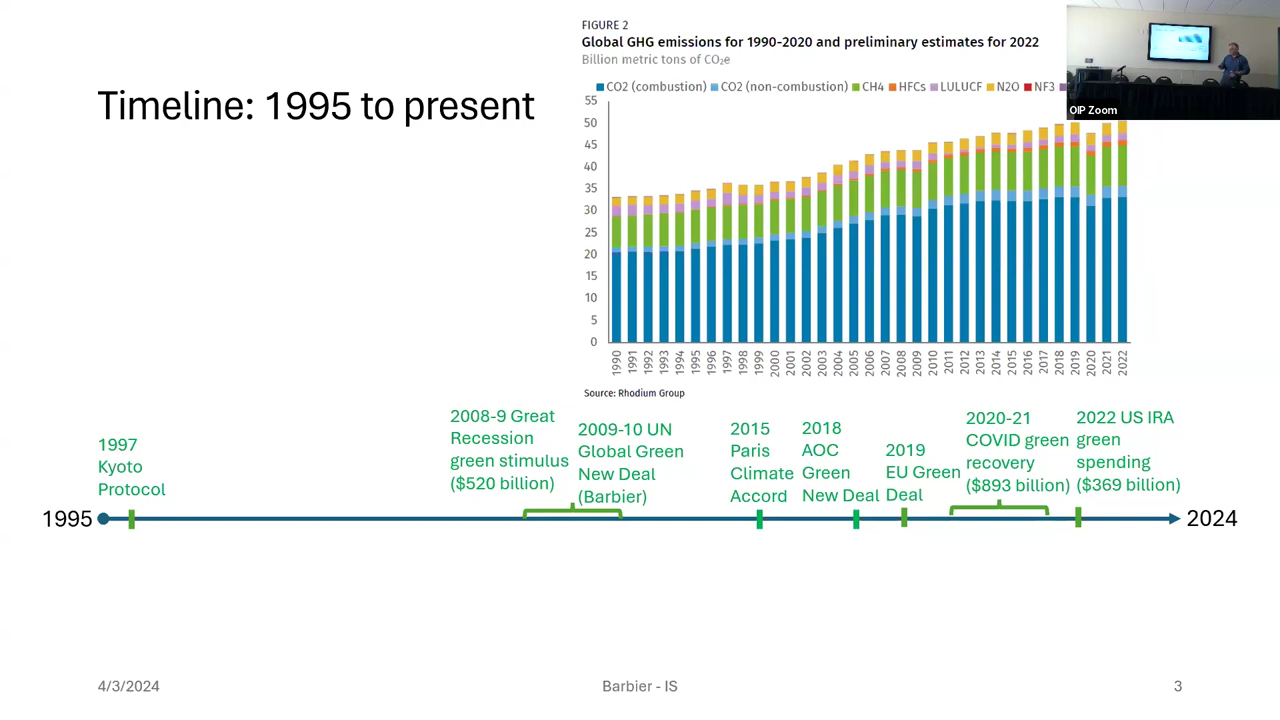 FIGURE 2
Global GHG emissions for 1990-2020 and preliminary estimates for 2022
Billion metric tons of CO₂e
CO2 (combustion) CO2 (non-combustion) CH4 HFCs LULUCF N2O NF3
OIP Zoom
Timeline: 1995 to present
55
50
45
40
35
30
25
20
15
10
5
0
1990 1991 1992 1993 1994 1995 1996 1997 1998 1999 2000 2001 2002 2003 2004 2005 2006 2007 2008 2009 2010 2011 2012 2013 2014 2015 2016 2017 2018 2019 2020 2021 2022
Source: Rhodium Group
1997
Kyoto
Protocol
2008-9 Great
Recession
green stimulus
($520 billion)
2009-10 UN
Global Green
New Deal
(Barbier)
2015
Paris
Climate
Accord
2018
AOC
Green
New Deal
2019
EU Green
Deal
2020-21
COVID green
recovery
($893 billion)
2022 US IRA
green
spending
($369 billion)
1995
2024
4/3/2024
Barbier - IS
3